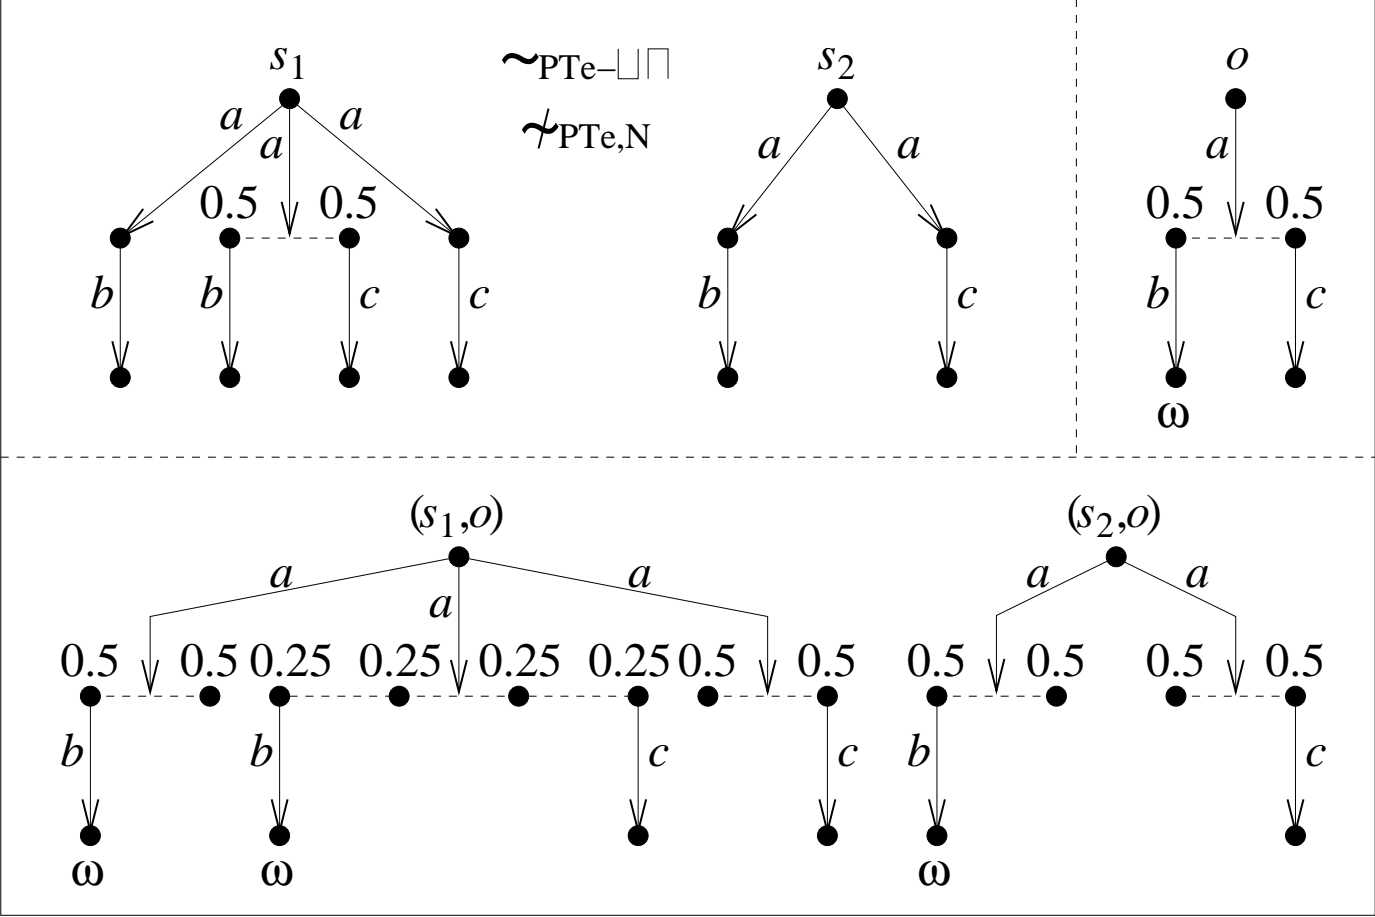 s1 ∼PTe–⊔⊓ s2 o
≁PTe,N
a a a a a a
0.5 0.5 0.5 0.5
b b c c b c b c
ω
(s1,o) (s2,o)
a a a a a
0.5 0.5 0.25 0.25 0.25 0.25 0.5 0.5 0.5 0.5 0.5 0.5
b b c c b c
ω ω ω